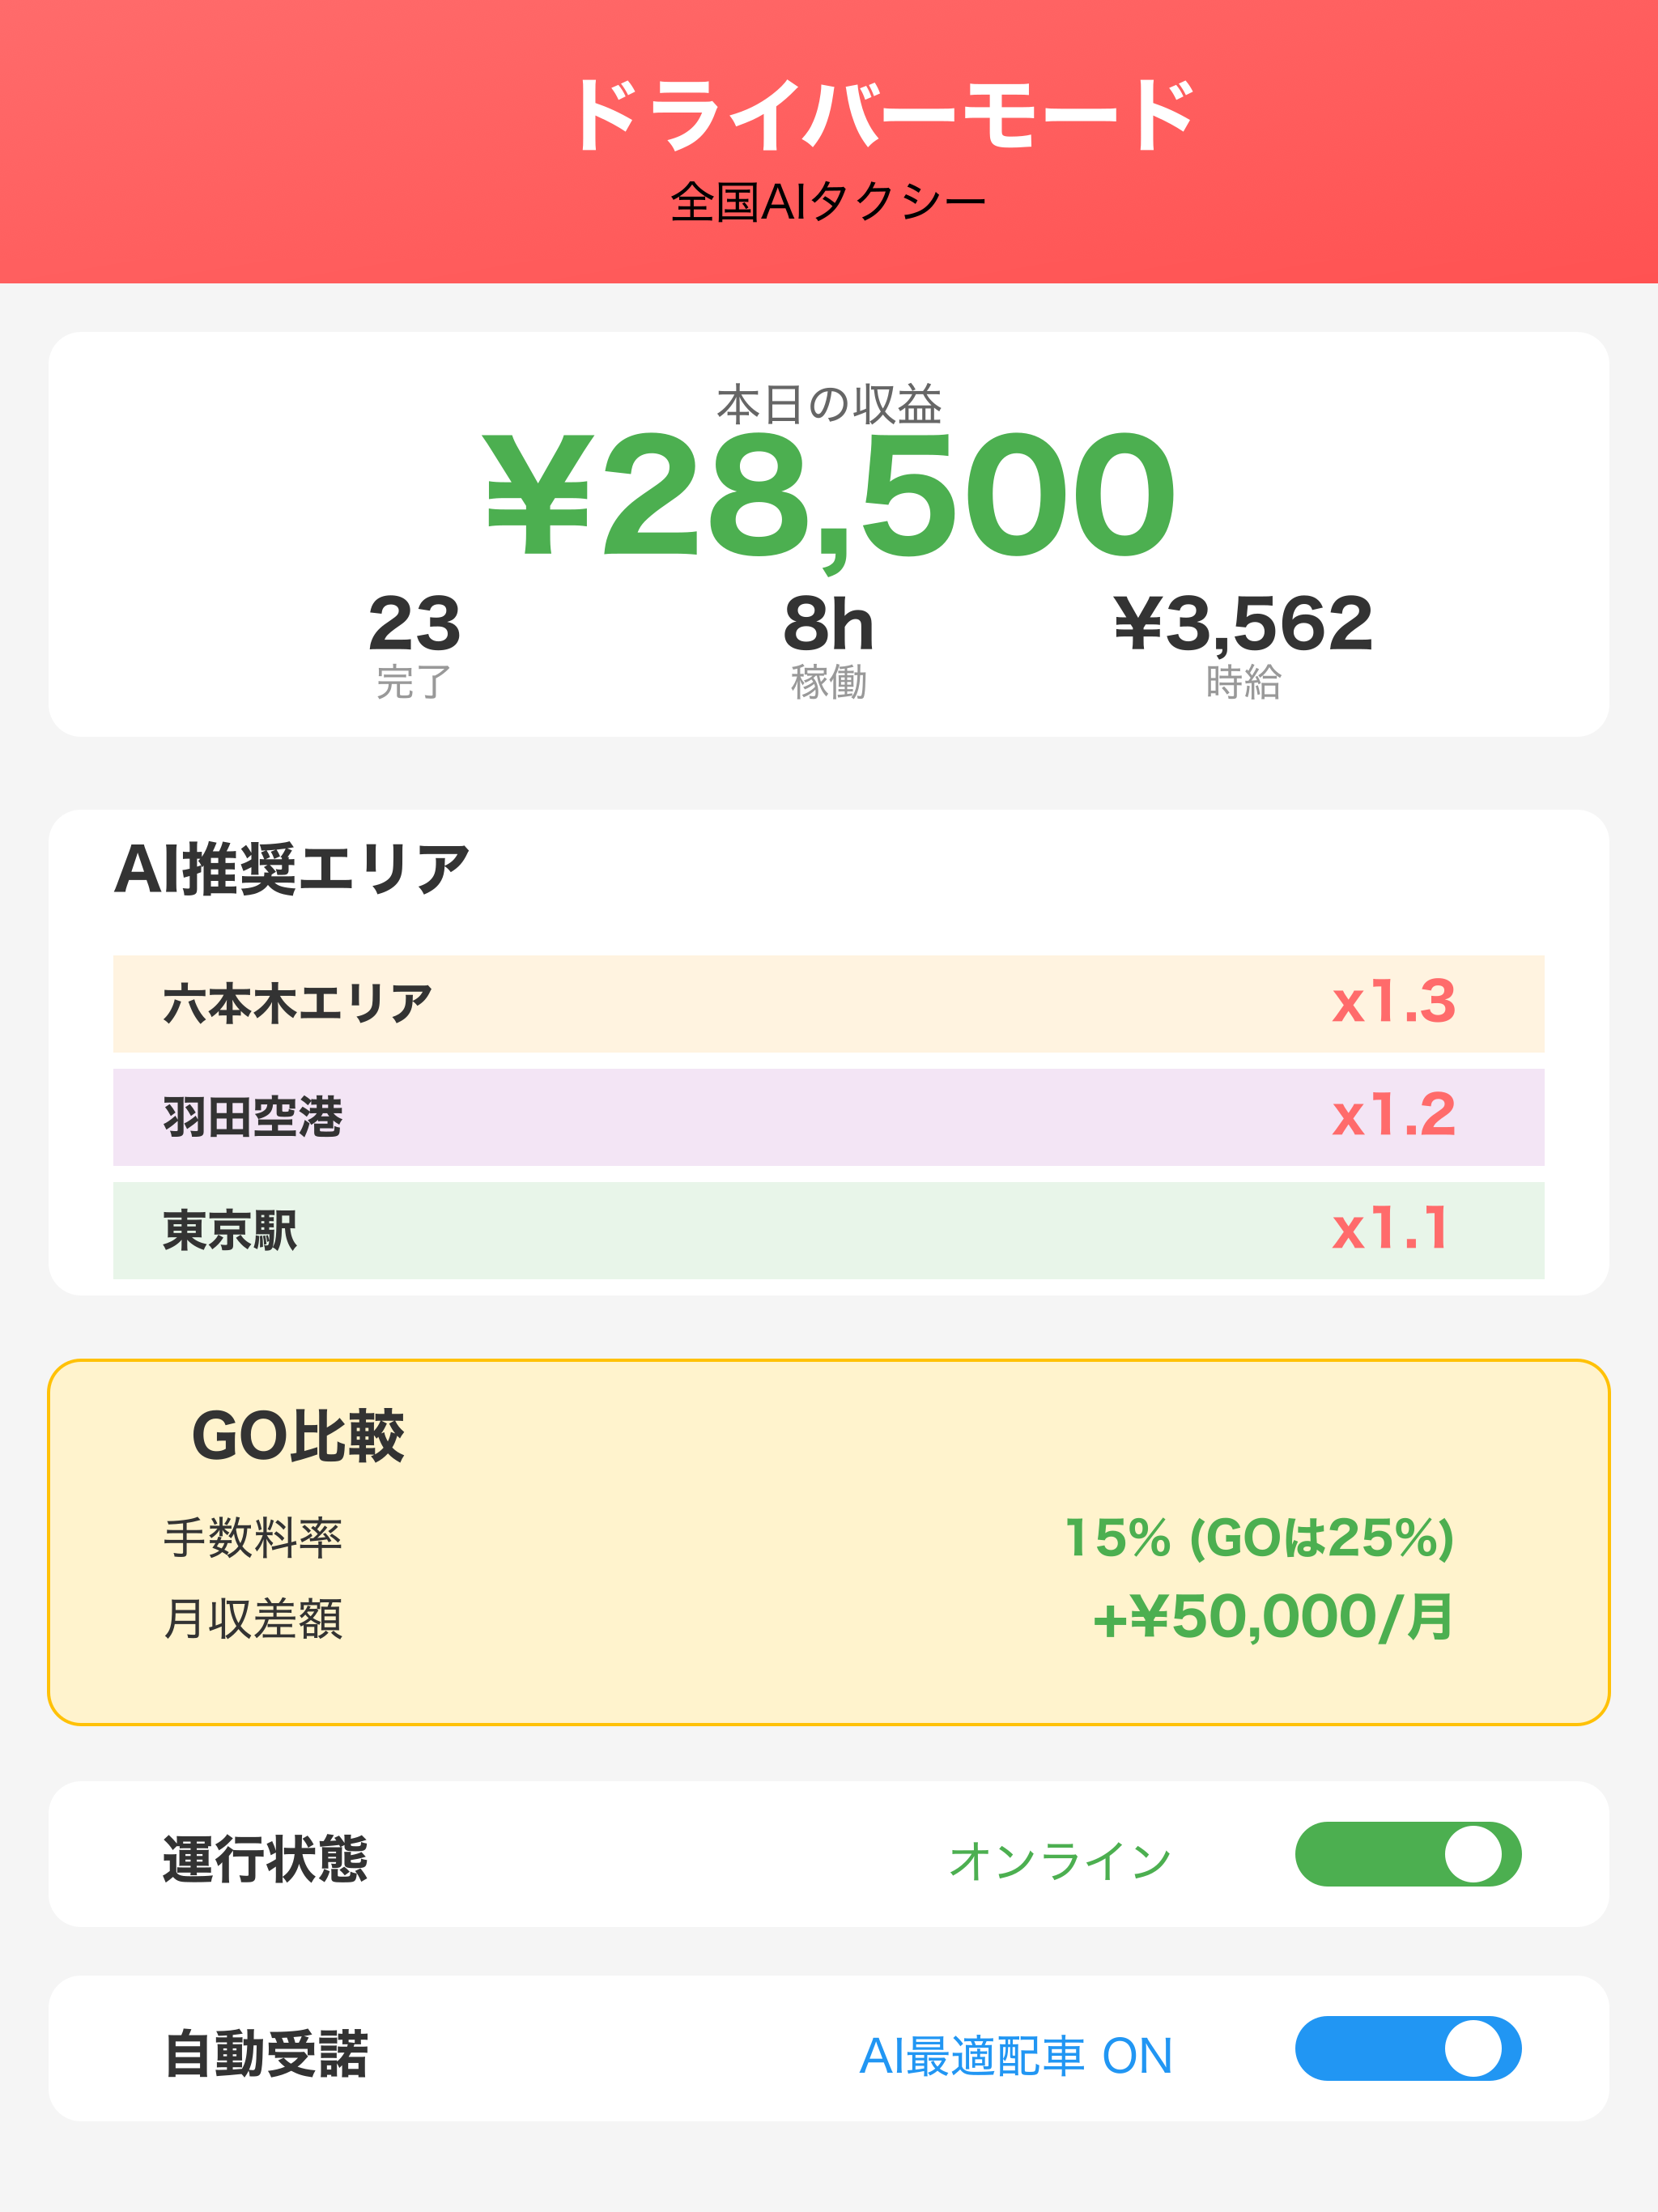 ドライバーモード
全国AIタクシー
本日の収益
¥28,500
23 8h ¥3,562
完了 稼働 時給
AI推奨エリア
六本木エリア x1.3
羽田空港 x1.2
東京駅 x1.1
GO比較
手数料率 15% (GOは25%)
月収差額 +¥50,000/月
運行状態 オンライン
自動受諾 AI最適配車 ON